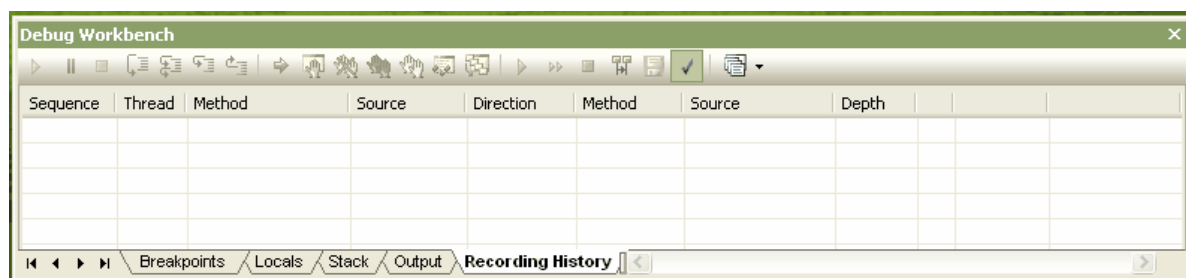 Debug Workbench
Sequence Thread Method Source Direction Method Source Depth
Breakpoints Locals Stack Output Recording History